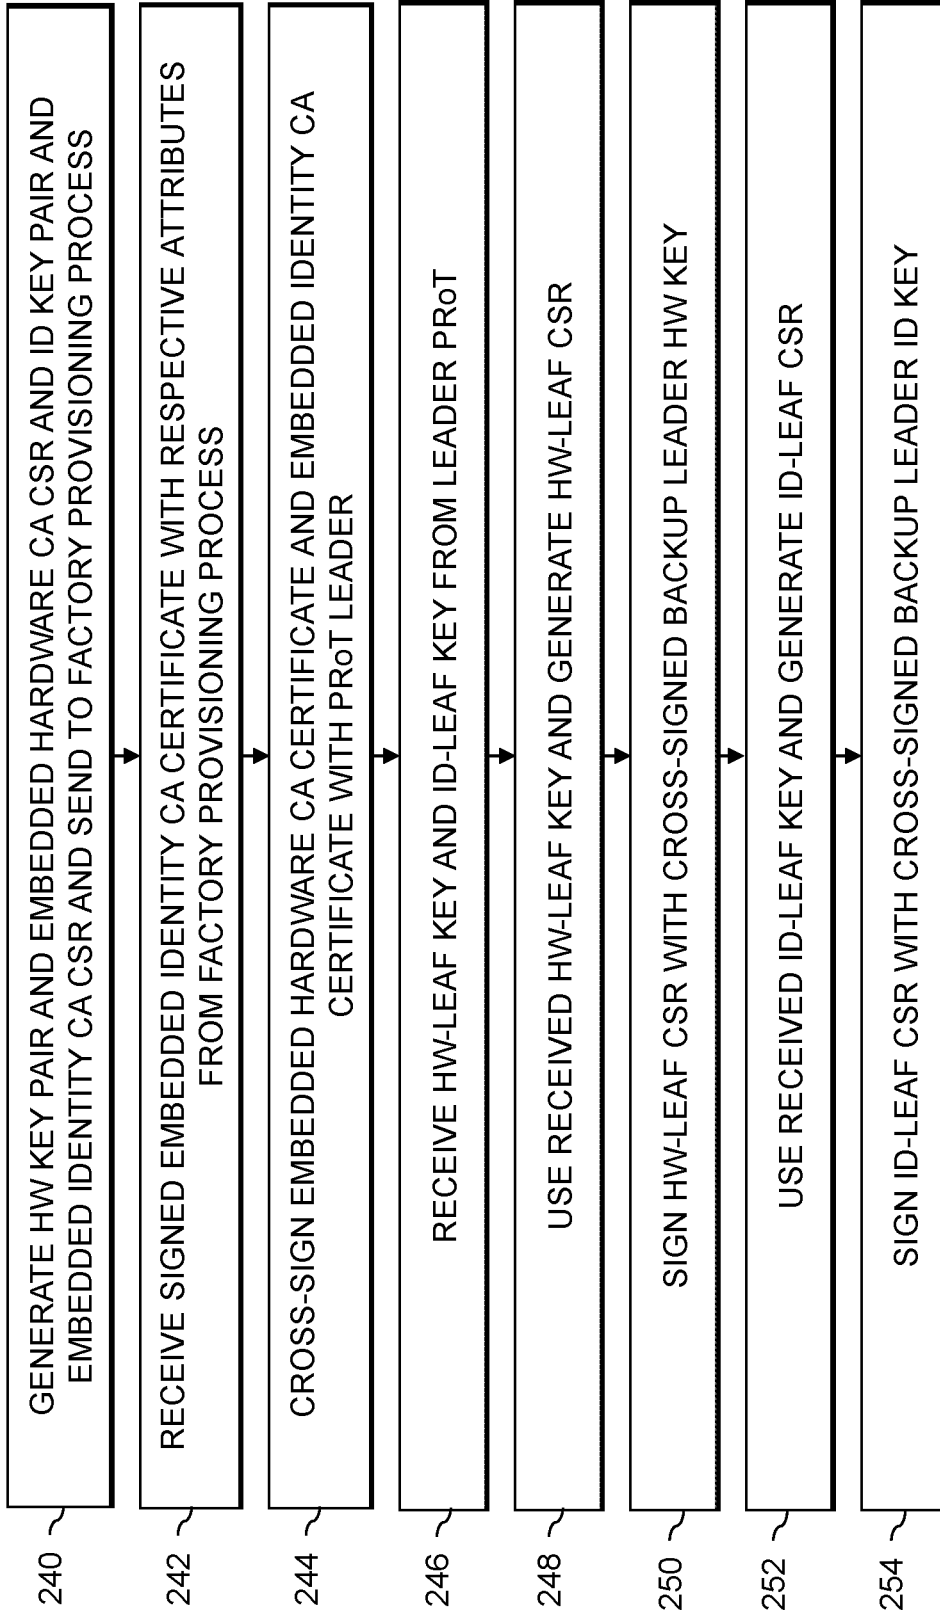 240
GENERATE HW KEY PAIR AND EMBEDDED HARDWARE CA CSR AND ID KEY PAIR AND
EMBEDDED IDENTITY CA CSR AND SEND TO FACTORY PROVISIONING PROCESS
242
RECEIVE SIGNED EMBEDDED IDENTITY CA CERTIFICATE WITH RESPECTIVE ATTRIBUTES
FROM FACTORY PROVISIONING PROCESS
244
CROSS-SIGN EMBEDDED HARDWARE CA CERTIFICATE AND EMBEDDED IDENTITY CA
CERTIFICATE WITH PRoT LEADER
246
RECEIVE HW-LEAF KEY AND ID-LEAF KEY FROM LEADER PRoT
248
USE RECEIVED HW-LEAF KEY AND GENERATE HW-LEAF CSR
250
SIGN HW-LEAF CSR WITH CROSS-SIGNED BACKUP LEADER HW KEY
252
USE RECEIVED ID-LEAF KEY AND GENERATE ID-LEAF CSR
254
SIGN ID-LEAF CSR WITH CROSS-SIGNED BACKUP LEADER ID KEY